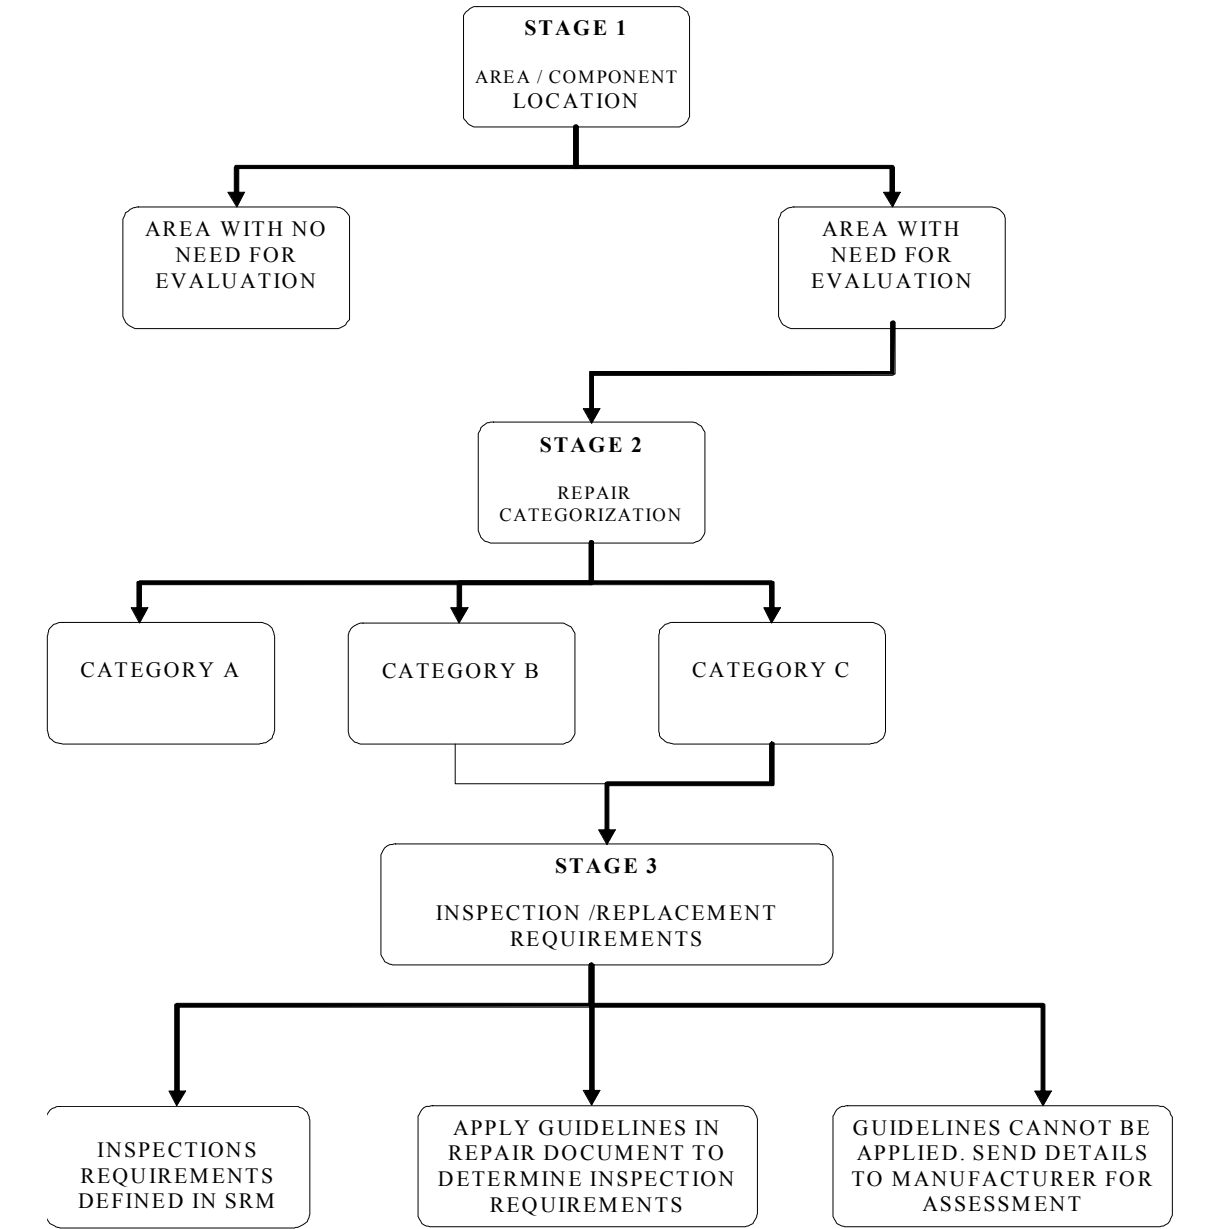 STAGE 1
AREA / COMPONENT
LOCATION
AREA WITH NO
NEED FOR
EVALUATION
AREA WITH
NEED FOR
EVALUATION
STAGE 2
REPAIR
CATEGORIZATION
CATEGORY A
CATEGORY B
CATEGORY C
STAGE 3
INSPECTION /REPLACEMENT
REQUIREMENTS
INSPECTIONS
REQUIREMENTS
DEFINED IN SRM
APPLY GUIDELINES IN
REPAIR DOCUMENT TO
DETERMINE INSPECTION
REQUIREMENTS
GUIDELINES CANNOT BE
APPLIED. SEND DETAILS
TO MANUFACTURER FOR
ASSESSMENT